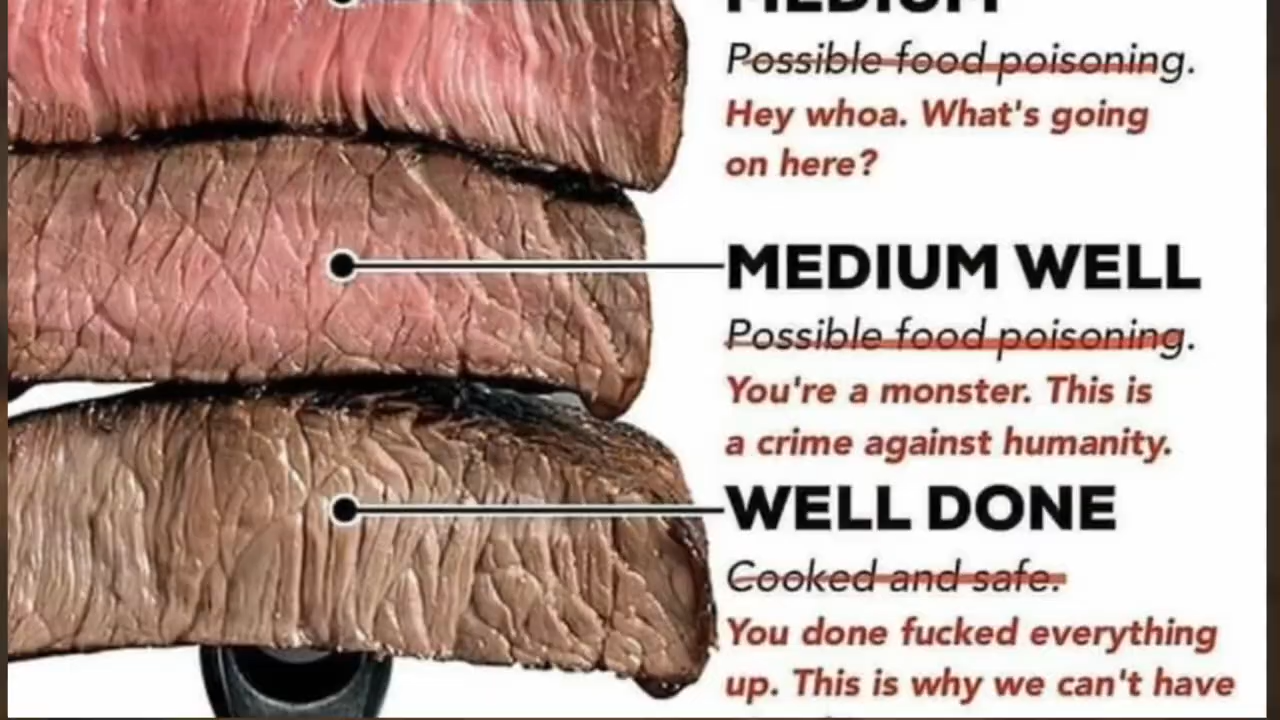 MEDIUM
Possible food poisoning.
Hey whoa. What's going
on here?
MEDIUM WELL
Possible food poisoning.
You're a monster. This is
a crime against humanity.
WELL DONE
Cooked and safe.
You done fucked everything
up. This is why we can't have